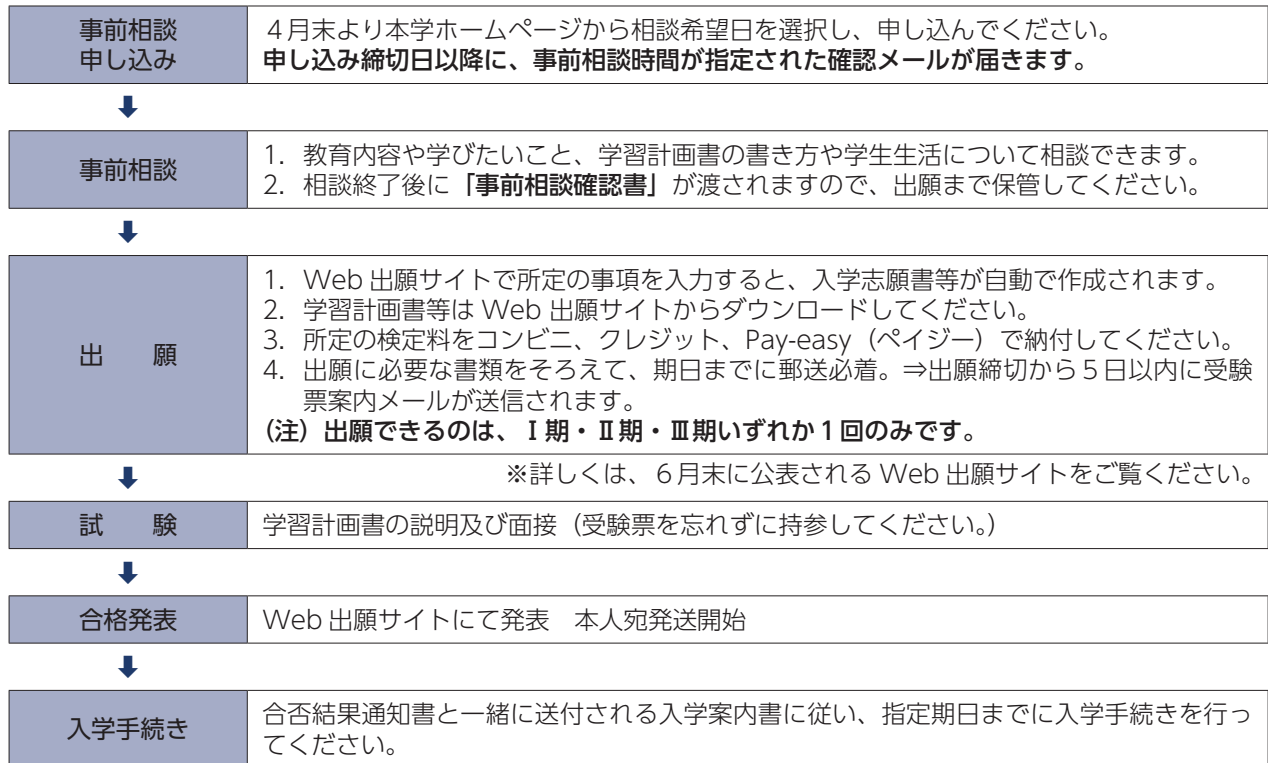 事前相談
申し込み
４月末より本学ホームページから相談希望日を選択し、申し込んでください。
申し込み締切日以降に、事前相談時間が指定された確認メールが届きます。
事前相談
1. 教育内容や学びたいこと、学習計画書の書き方や学生生活について相談できます。
2. 相談終了後に「事前相談確認書」が渡されますので、出願まで保管してください。
出　　願
1. Web 出願サイトで所定の事項を入力すると、入学志願書等が自動で作成されます。
2. 学習計画書等は Web 出願サイトからダウンロードしてください。
3. 所定の検定料をコンビニ、クレジット、Pay-easy（ペイジー）で納付してください。
4. 出願に必要な書類をそろえて、期日までに郵送必着。⇒出願締切から５日以内に受験
票案内メールが送信されます。
（注）出願できるのは、Ⅰ期・Ⅱ期・Ⅲ期いずれか１回のみです。
※詳しくは、６月末に公表される Web 出願サイトをご覧ください。
試　　験
学習計画書の説明及び面接（受験票を忘れずに持参してください。）
合格発表
Web 出願サイトにて発表　本人宛発送開始
入学手続き
合否結果通知書と一緒に送付される入学案内書に従い、指定期日までに入学手続きを行っ
てください。